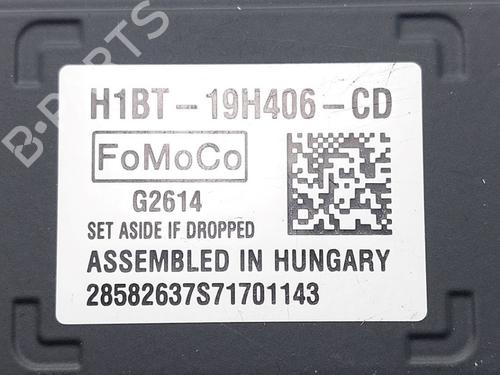 B-PARTS
H1BT-19H406-CD
FoMoCo
G2614
SET ASIDE IF DROPPED
ASSEMBLED IN HUNGARY
28582637S71701143